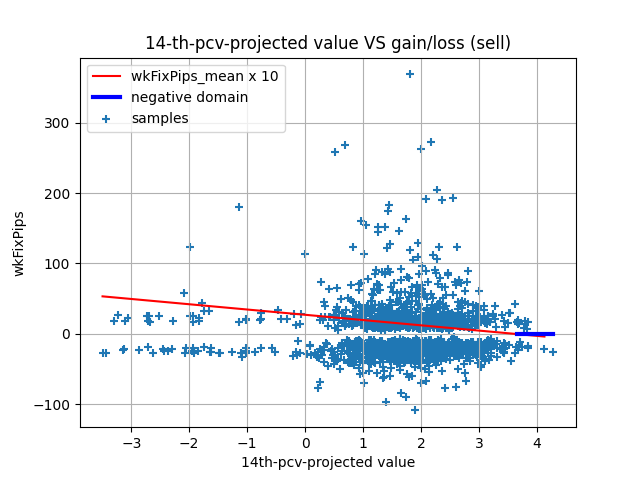 14-th-pcv-projected value VS gain/loss (sell)
wkFixPips_mean x 10
negative domain
samples
wkFixPips
300
200
100
0
−100
−3 −2 −1 0 1 2 3 4
14th-pcv-projected value